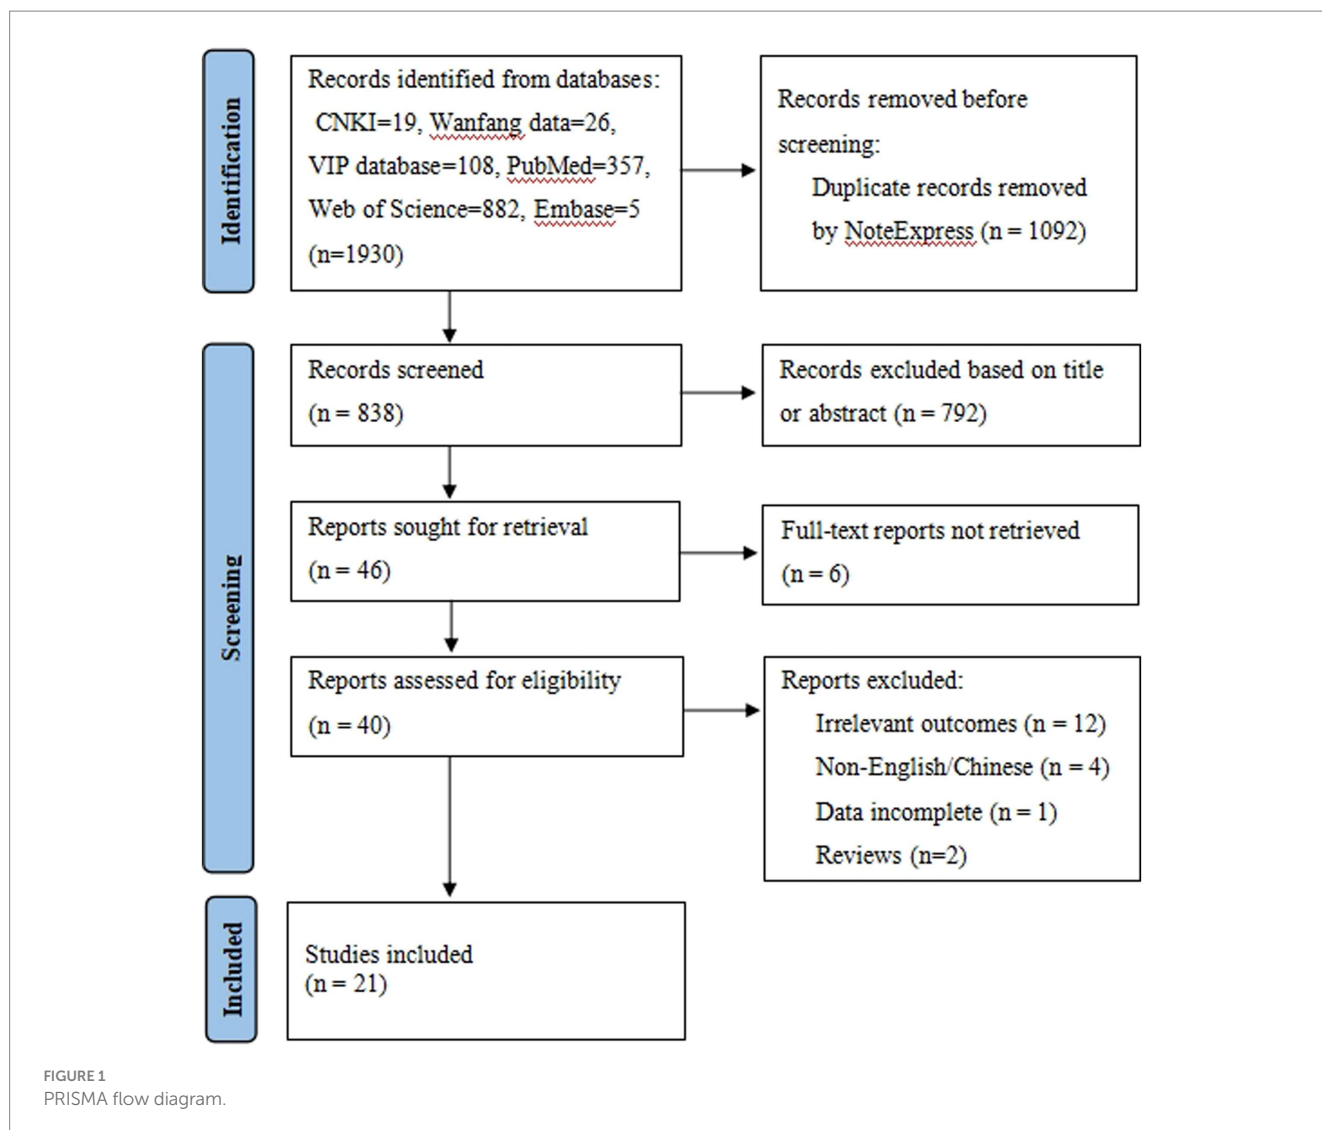 Identification
Records identified from databases:
CNKI=19, Wanfang data=26,
VIP database=108, PubMed=357,
Web of Science=882, Embase=5
(n=1930)
Records removed before
screening:
Duplicate records removed
by NoteExpress (n = 1092)
Screening
Records screened
(n = 838)
Records excluded based on title
or abstract (n = 792)
Reports sought for retrieval
(n = 46)
Full-text reports not retrieved
(n = 6)
Reports assessed for eligibility
(n = 40)
Reports excluded:
Irrelevant outcomes (n = 12)
Non-English/Chinese (n = 4)
Data incomplete (n = 1)
Reviews (n=2)
Included
Studies included
(n = 21)
FIGURE 1
PRISMA flow diagram.